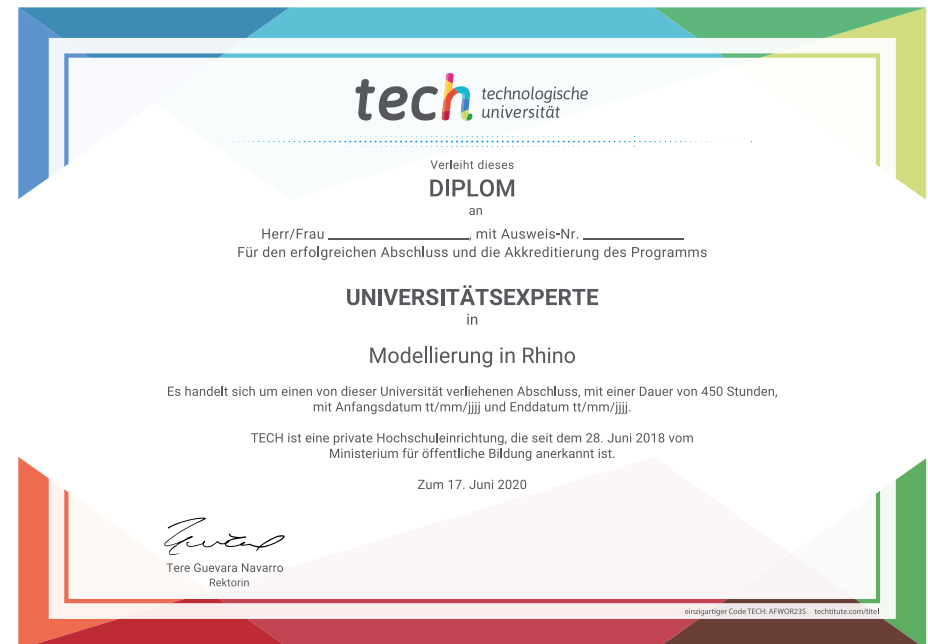 tech technologische
universität
Verleiht dieses
DIPLOM
an
Herr/Frau ____________, mit Ausweis-Nr. ____________
Für den erfolgreichen Abschluss und die Akkreditierung des Programms
UNIVERSITÄTSEXPERTE
in
Modellierung in Rhino
Es handelt sich um einen von dieser Universität verliehenen Abschluss, mit einer Dauer von 450 Stunden,
mit Anfangsdatum tt/mm/jjjj und Enddatum tt/mm/jjjj.
TECH ist eine private Hochschuleinrichtung, die seit dem 28. Juni 2018 vom
Ministerium für öffentliche Bildung anerkannt ist.
Zum 17. Juni 2020
Tere Guevara Navarro
Rektorin
einzigartiger Code TECH: AFWOR23S techtitute.com/titel